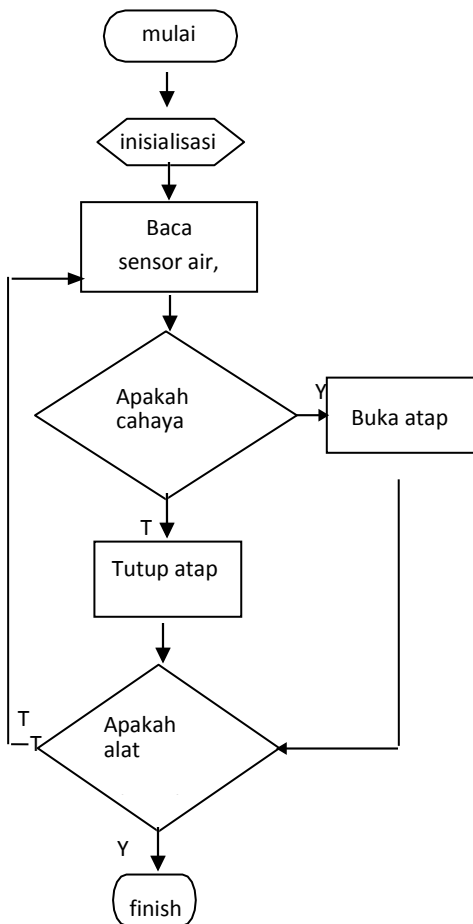 mulai
inisialisasi
Baca
sensor air,
Apakah
cahaya
Y
Buka atap
T
Tutup atap
Apakah
alat
T
T
Y
finish